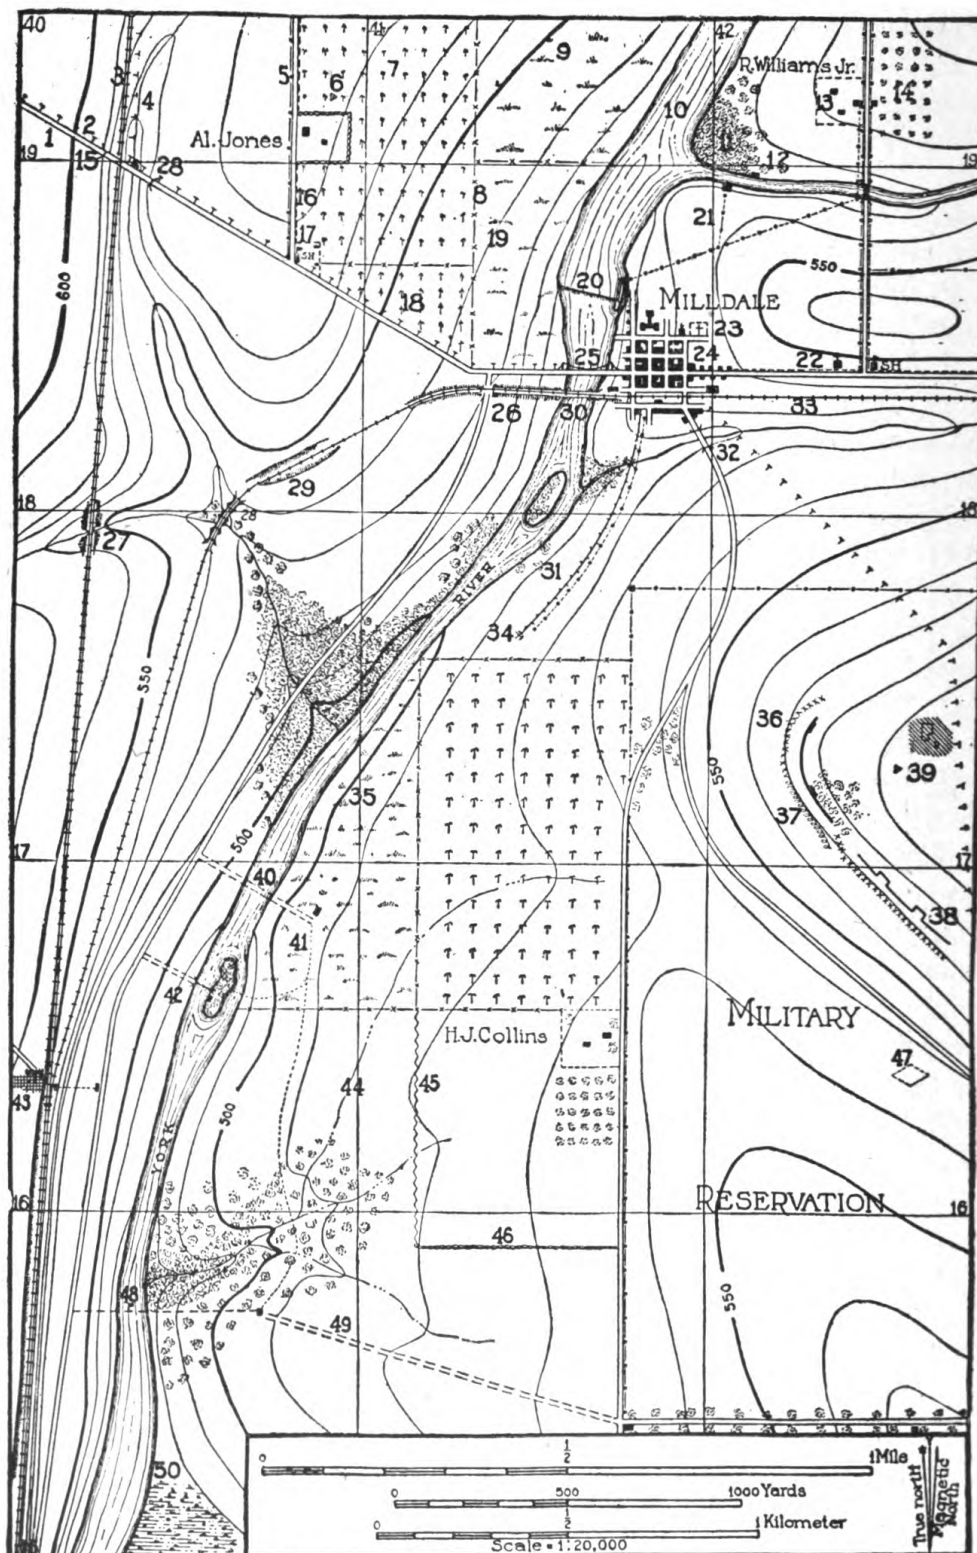 40 41 42
3 5 9
R.Williams Jr.
4 6 7 10 13 14
2
1 Al. Jones 11
15 12
19 19
28 16 8 21
17
SH 19
600 20 550
18 MILLDALE
23
25 24 22 SH
26 30 33
32
29
18 28 18
27
31
RIVER
34
550
36
39
550
35 37
500
17 17
40
38
41
42
MILITARY
H.J.Collins
47
43 44 45
500
YORK
16 RESERVATION 16
46
550
48
49
50
0 1/2 1 Mile
0 500 1000 Yards
0 1/2 1 Kilometer
Scale = 1:20,000
True north
Magnetic North